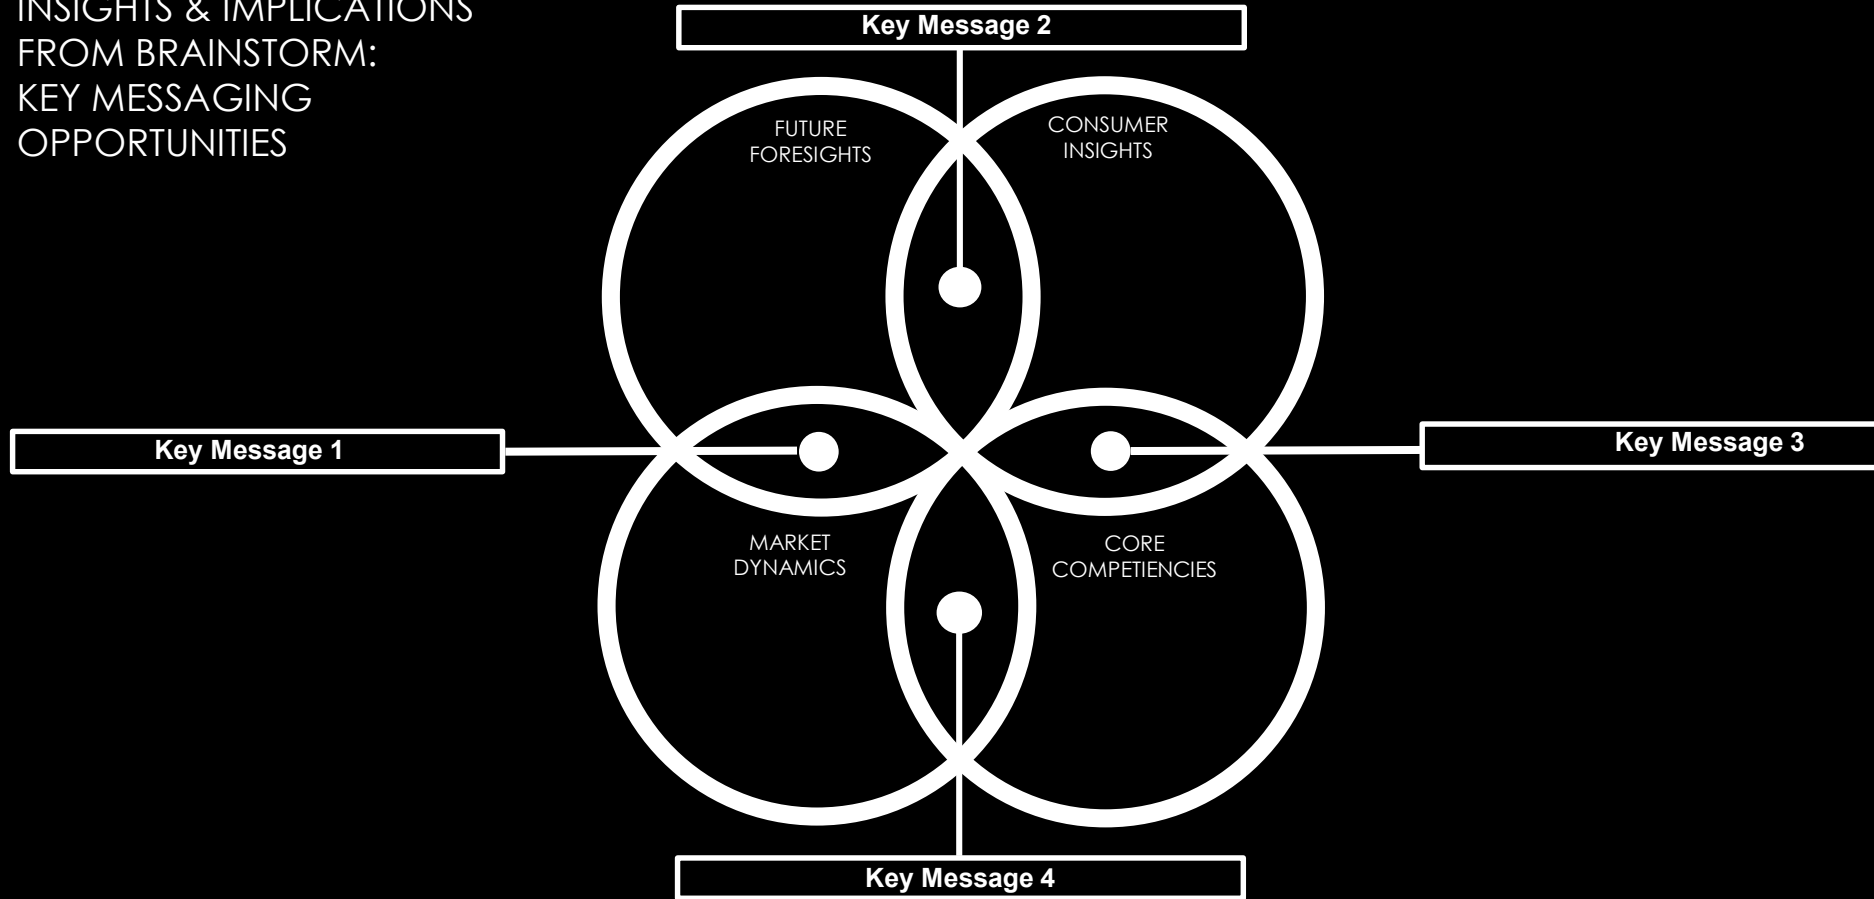 INSIGHTS & IMPLICATIONS
FROM BRAINSTORM:
KEY MESSAGING
OPPORTUNITIES
Key Message 2
FUTURE
FORESIGHTS
CONSUMER
INSIGHTS
Key Message 1
Key Message 3
MARKET
DYNAMICS
CORE
COMPETIENCIES
Key Message 4